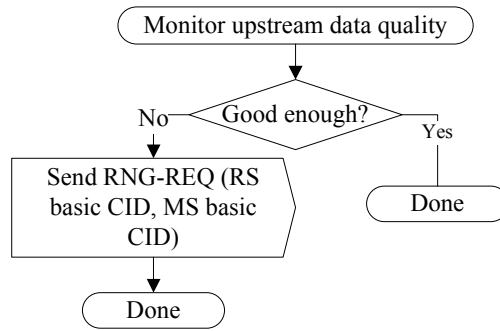 Monitor upstream data quality
Good enough?
No
Yes
Send RNG-REQ (RS
basic CID, MS basic
CID)
Done
Done